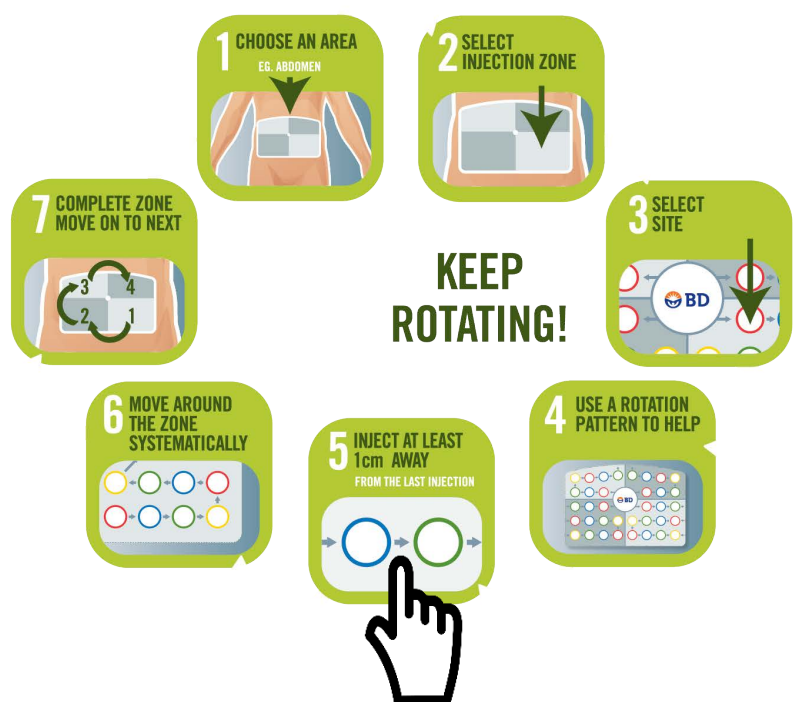 1 CHOOSE AN AREA
EG. ABDOMEN
2 SELECT
INJECTION ZONE
3 SELECT
SITE
BD
4 USE A ROTATION
PATTERN TO HELP
BD
5 INJECT AT LEAST
1cm AWAY
FROM THE LAST INJECTION
6 MOVE AROUND
THE ZONE
SYSTEMATICALLY
7 COMPLETE ZONE
MOVE ON TO NEXT
3 4
2 1
KEEP
ROTATING!